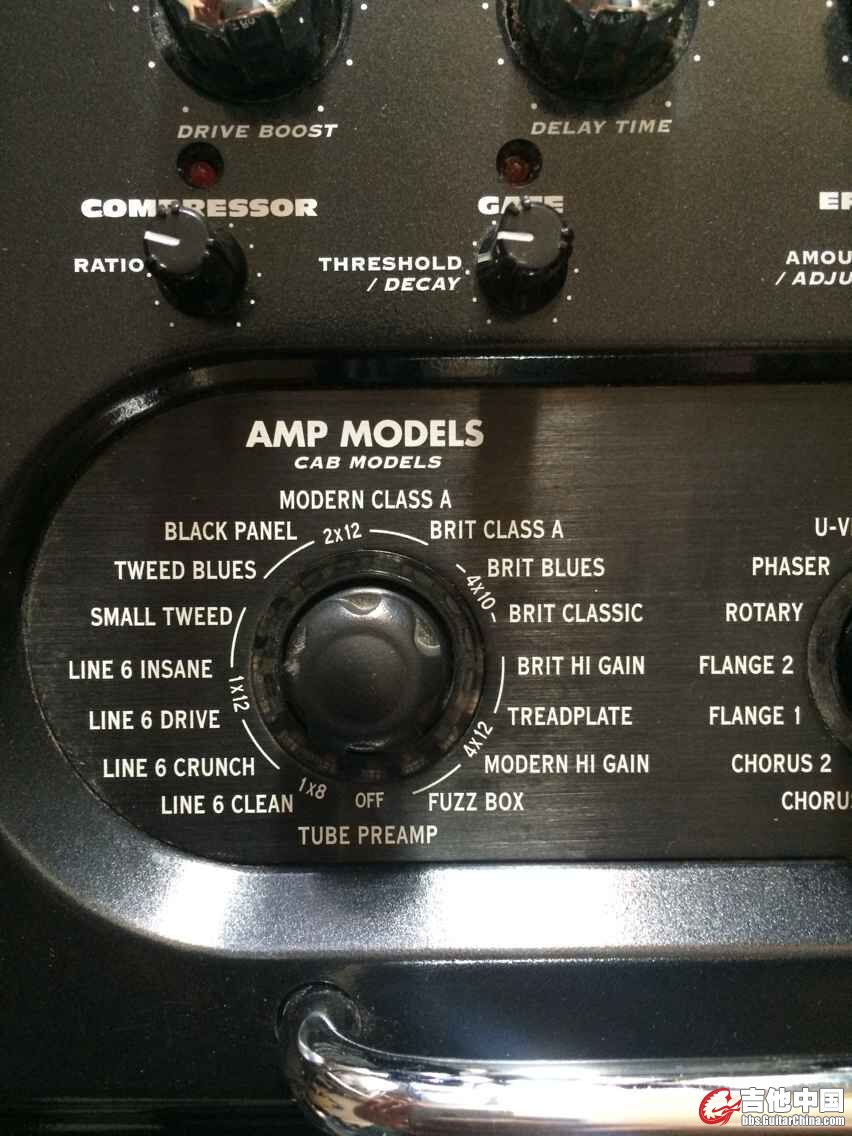 DRIVE BOOST
DELAY TIME
COMPRESSOR
GATE
RATIO
THRESHOLD
/ DECAY
AMP MODELS
CAB MODELS
MODERN CLASS A
BLACK PANEL
2X12
BRIT CLASS A
TWEED BLUES
BRIT BLUES
PHASER
4X10
SMALL TWEED
BRIT CLASSIC
ROTARY
LINE 6 INSANE
BRIT HI GAIN
FLANGE 2
1X12
LINE 6 DRIVE
TREADPLATE
FLANGE 1
4X12
LINE 6 CRUNCH
MODERN HI GAIN
CHORUS 2
1X8
LINE 6 CLEAN
OFF
FUZZ BOX
TUBE PREAMP
吉他中国
bbs.GuitarChina.com